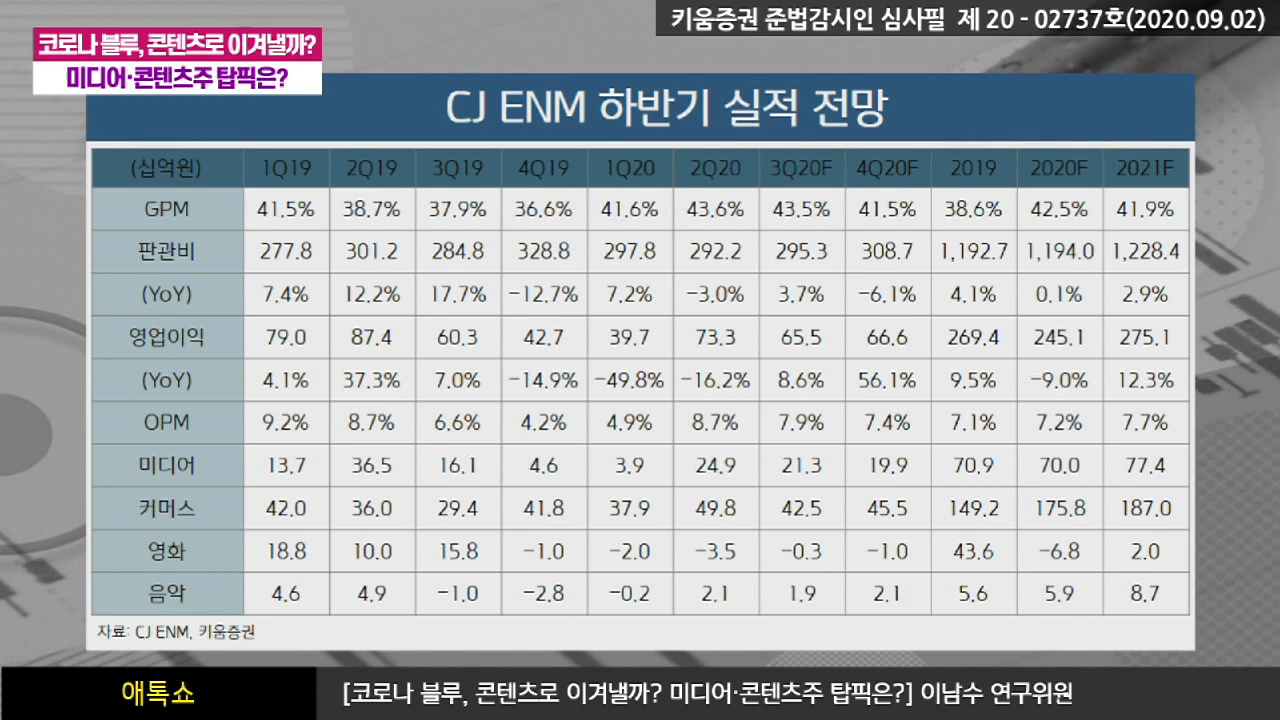 키움증권 준법감시인 심사필 제 20 - 02737호(2020.09.02)
코로나 블루, 콘텐츠로 이겨낼까?
미디어·콘텐츠주 탑픽은?
CJ ENM 하반기 실적 전망
(십억원) 1Q19 2Q19 3Q19 4Q19 1Q20 2Q20 3Q20F 4Q20F 2019 2020F 2021F
GPM 41.5% 38.7% 37.9% 36.6% 41.6% 43.6% 43.5% 41.5% 38.6% 42.5% 41.9%
판관비 277.8 301.2 284.8 328.8 297.8 292.2 295.3 308.7 1,192.7 1,194.0 1,228.4
(YoY) 7.4% 12.2% 17.7% -12.7% 7.2% -3.0% 3.7% -6.1% 4.1% 0.1% 2.9%
영업이익 79.0 87.4 60.3 42.7 39.7 73.3 65.5 66.6 269.4 245.1 275.1
(YoY) 4.1% 37.3% 7.0% -14.9% -49.8% -16.2% 8.6% 56.1% 9.5% -9.0% 12.3%
OPM 9.2% 8.7% 6.6% 4.2% 4.9% 8.7% 7.9% 7.4% 7.1% 7.2% 7.7%
미디어 13.7 36.5 16.1 4.6 3.9 24.9 21.3 19.9 70.9 70.0 77.4
커머스 42.0 36.0 29.4 41.8 37.9 49.8 42.5 45.5 149.2 175.8 187.0
영화 18.8 10.0 15.8 -1.0 -2.0 -3.5 -0.3 -1.0 43.6 -6.8 2.0
음악 4.6 4.9 -1.0 -2.8 -0.2 2.1 1.9 2.1 5.6 5.9 8.7
자료: CJ ENM, 키움증권
애톡쇼
[코로나 블루, 콘텐츠로 이겨낼까? 미디어·콘텐츠주 탑픽은?] 이남수 연구위원